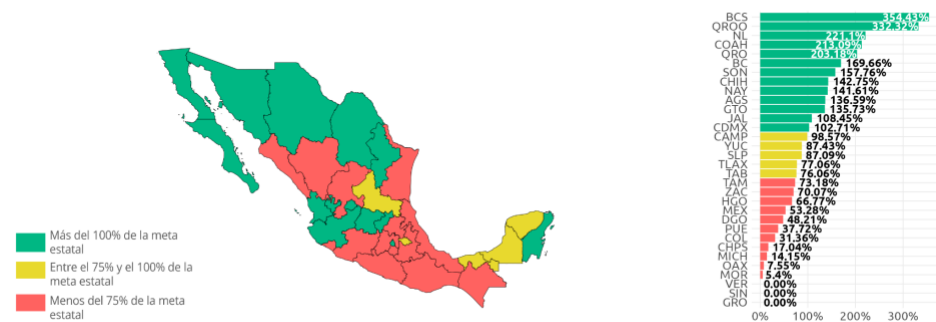 Más del 100% de la meta
estatal
Entre el 75% y el 100% de la
meta estatal
Menos del 75% de la meta
estatal
BCS 354.43%
QROO 332.32%
NL 221.1%
COAH 213.09%
QRO 203.18%
BC 169.66%
SON 157.76%
CHIH 142.75%
NAY 141.61%
AGS 136.59%
GTO 135.73%
JAL 108.45%
CDMX 102.71%
CAMP 98.57%
YUC 87.43%
SLP 87.09%
TLAX 77.06%
TAB 76.06%
TAM 73.18%
ZAC 70.07%
HGO 66.77%
MEX 53.28%
DGO 48.21%
PUE 37.72%
COL 31.36%
CHPS 17.04%
MICH 14.15%
OAX 7.55%
MOR 5.4%
VER 0.00%
SIN 0.00%
GRO 0.00%
0% 100% 200% 300%